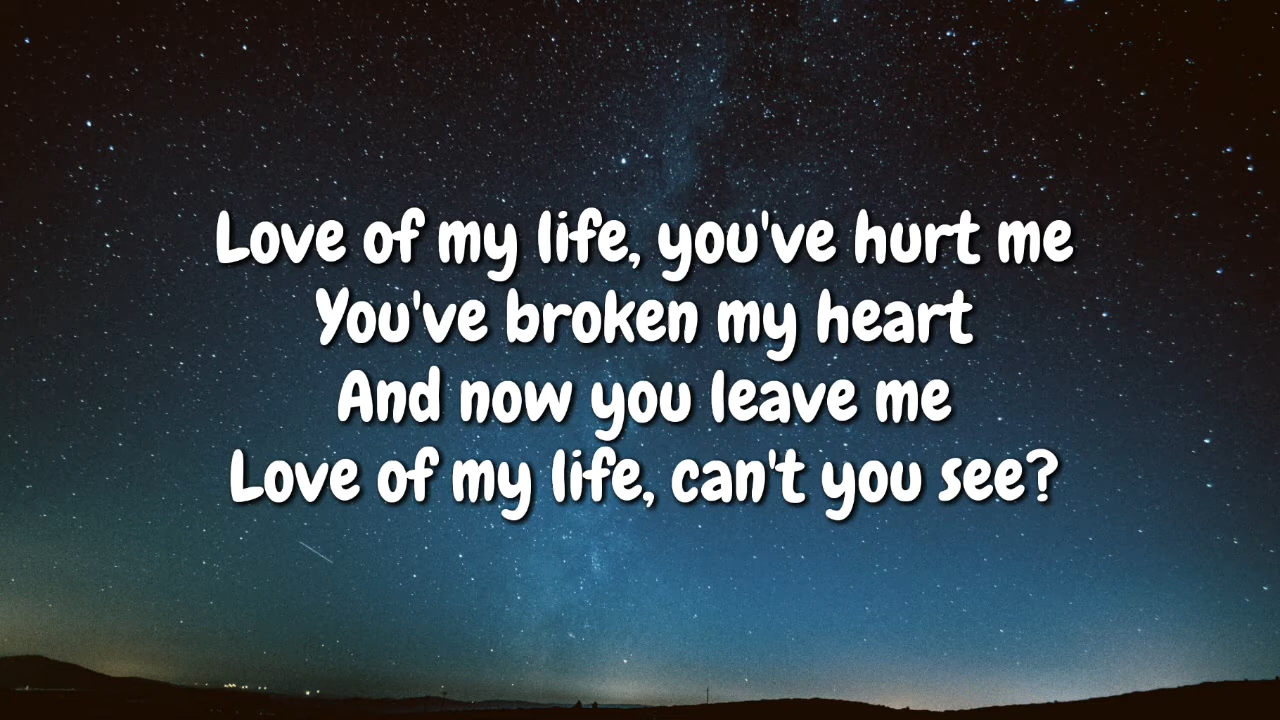 Love of my life, you've hurt me
You've broken my heart
And now you leave me
Love of my life, can't you see?